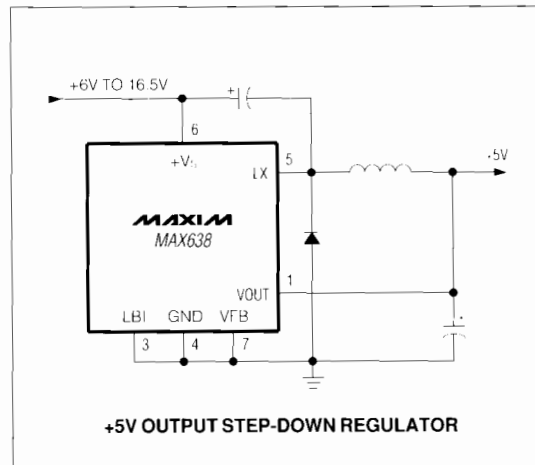 +6V TO 16.5V
+
6
+Vs
5
LX
+5V
MAXIM
MAX638
1
VOUT
LBI GND VFB
3 4 7
+
+5V OUTPUT STEP-DOWN REGULATOR